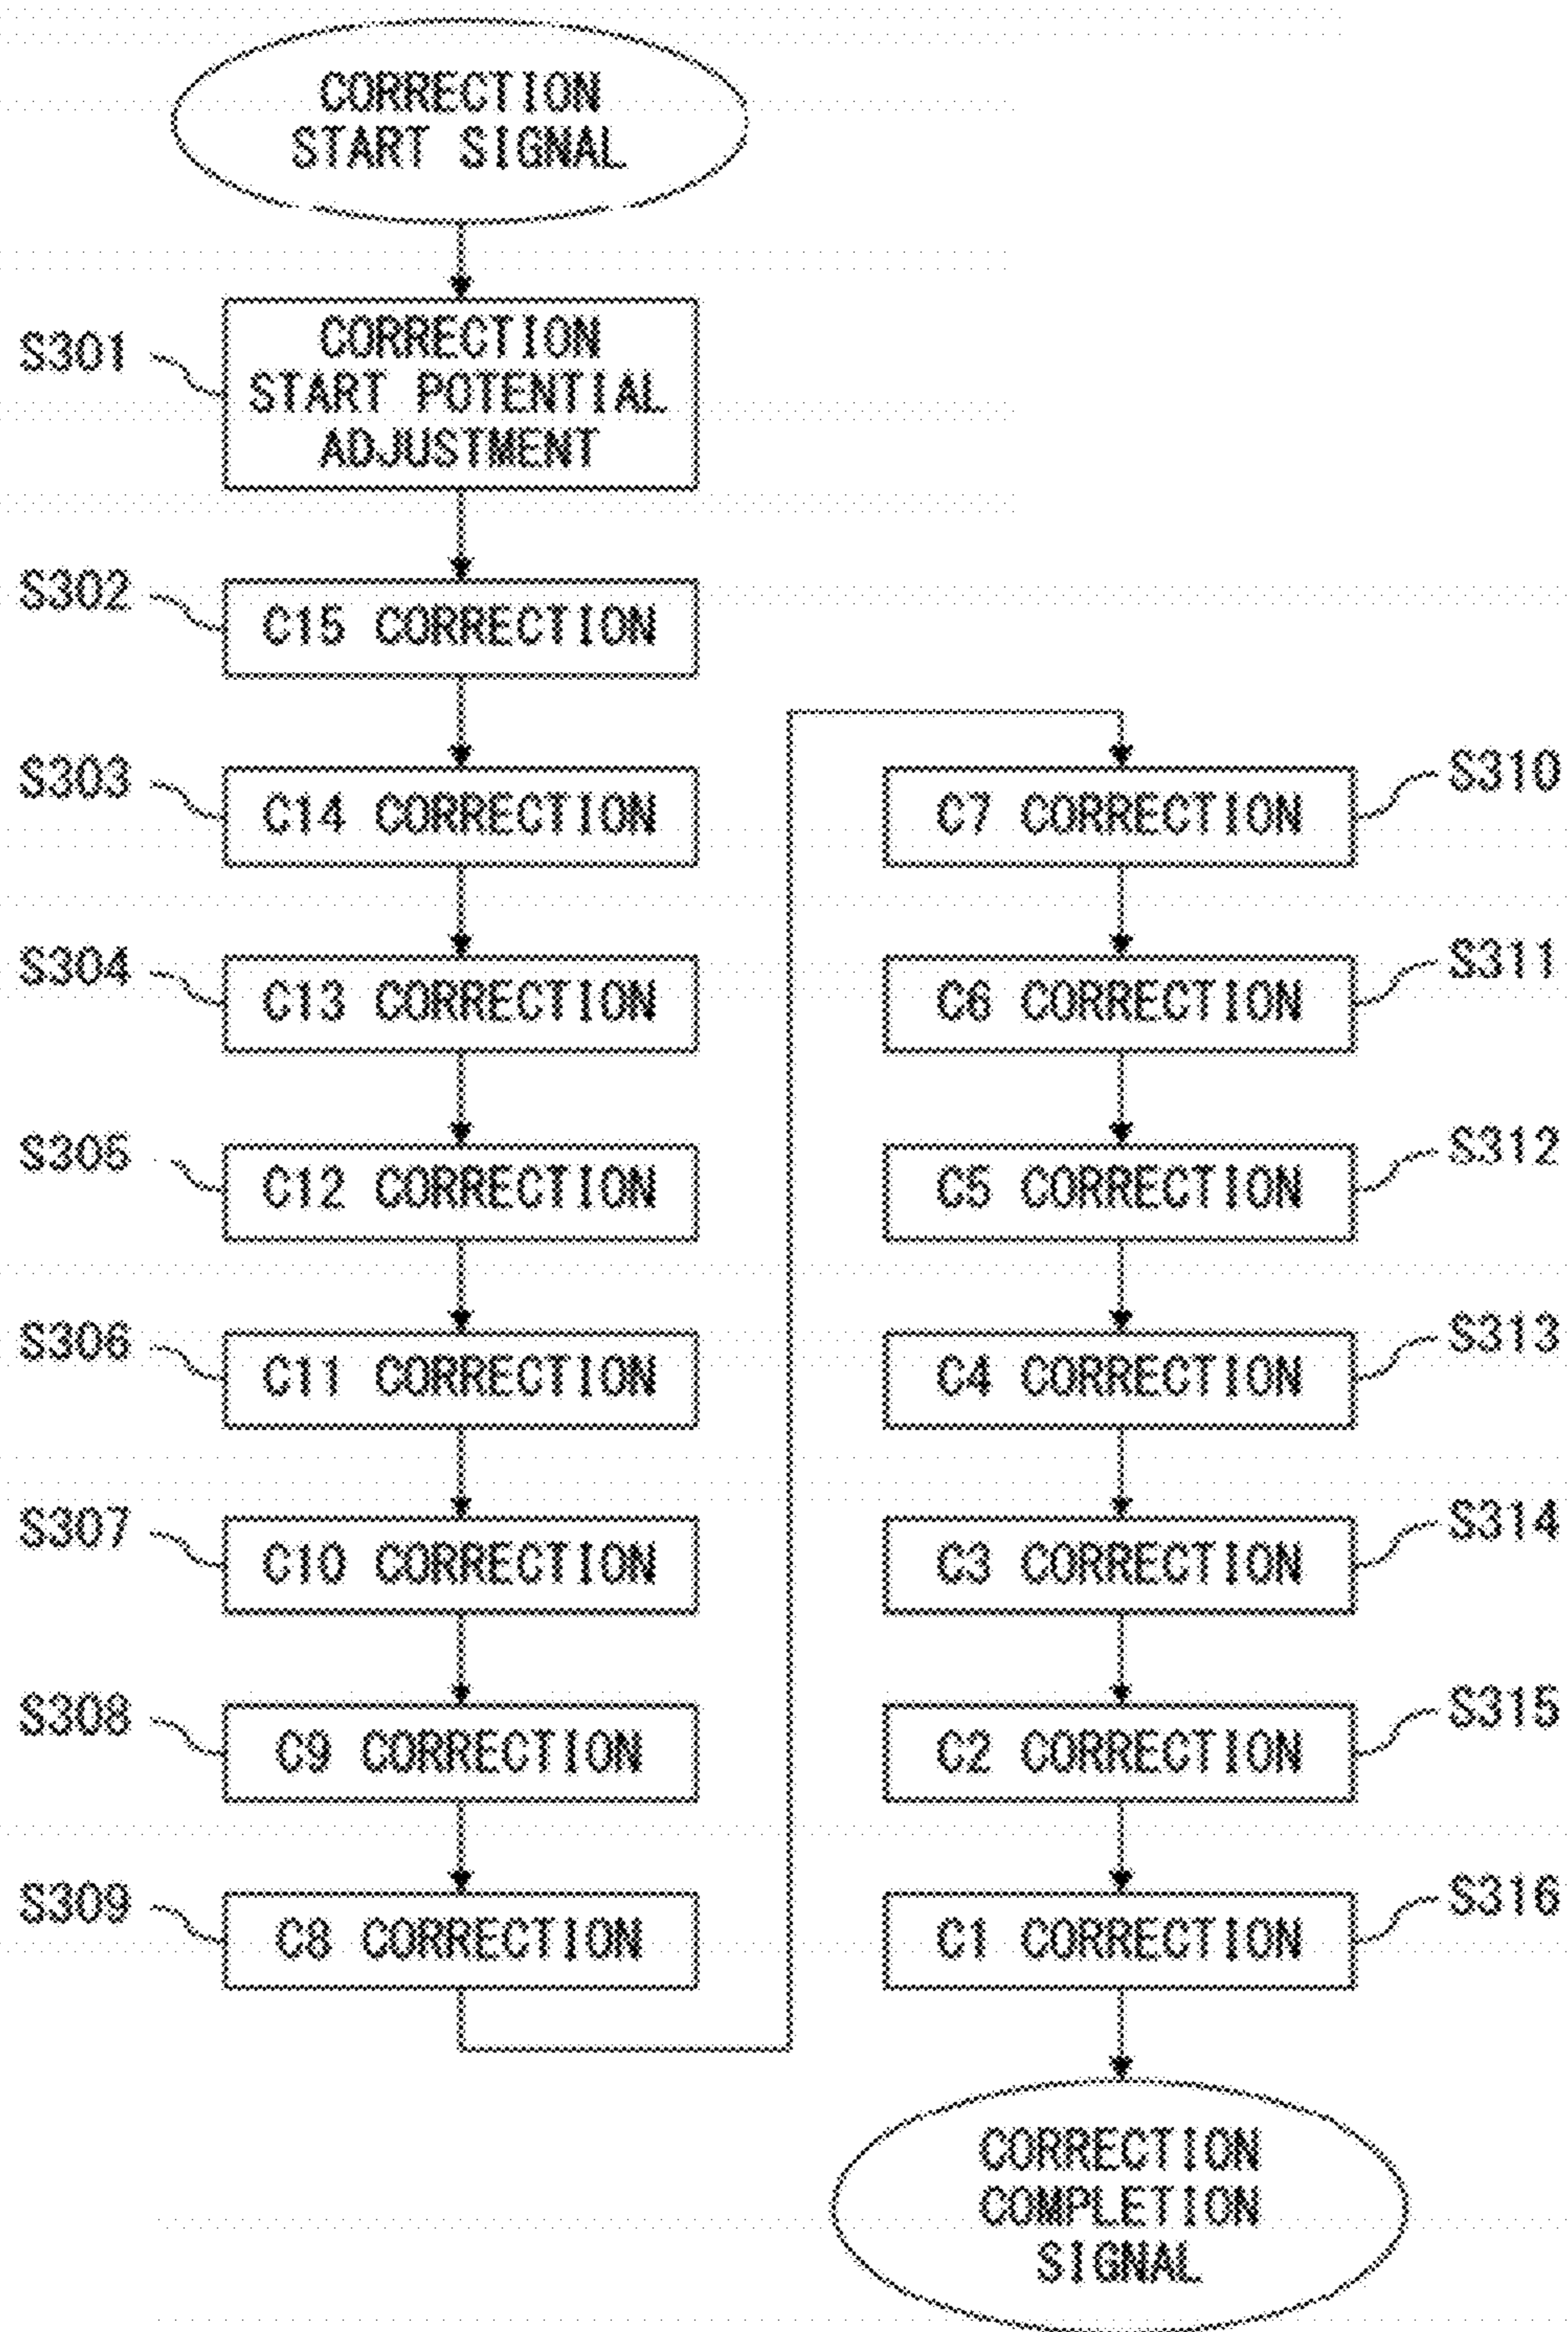 CORRECTION
START SIGNAL
S301
CORRECTION
START POTENTIAL
ADJUSTMENT
S302
C15 CORRECTION
S303
C14 CORRECTION
S304
C13 CORRECTION
S305
C12 CORRECTION
S306
C11 CORRECTION
S307
C10 CORRECTION
S308
C9 CORRECTION
S309
C8 CORRECTION
C7 CORRECTION
S310
C6 CORRECTION
S311
C5 CORRECTION
S312
C4 CORRECTION
S313
C3 CORRECTION
S314
C2 CORRECTION
S315
C1 CORRECTION
S316
CORRECTION
COMPLETION
SIGNAL